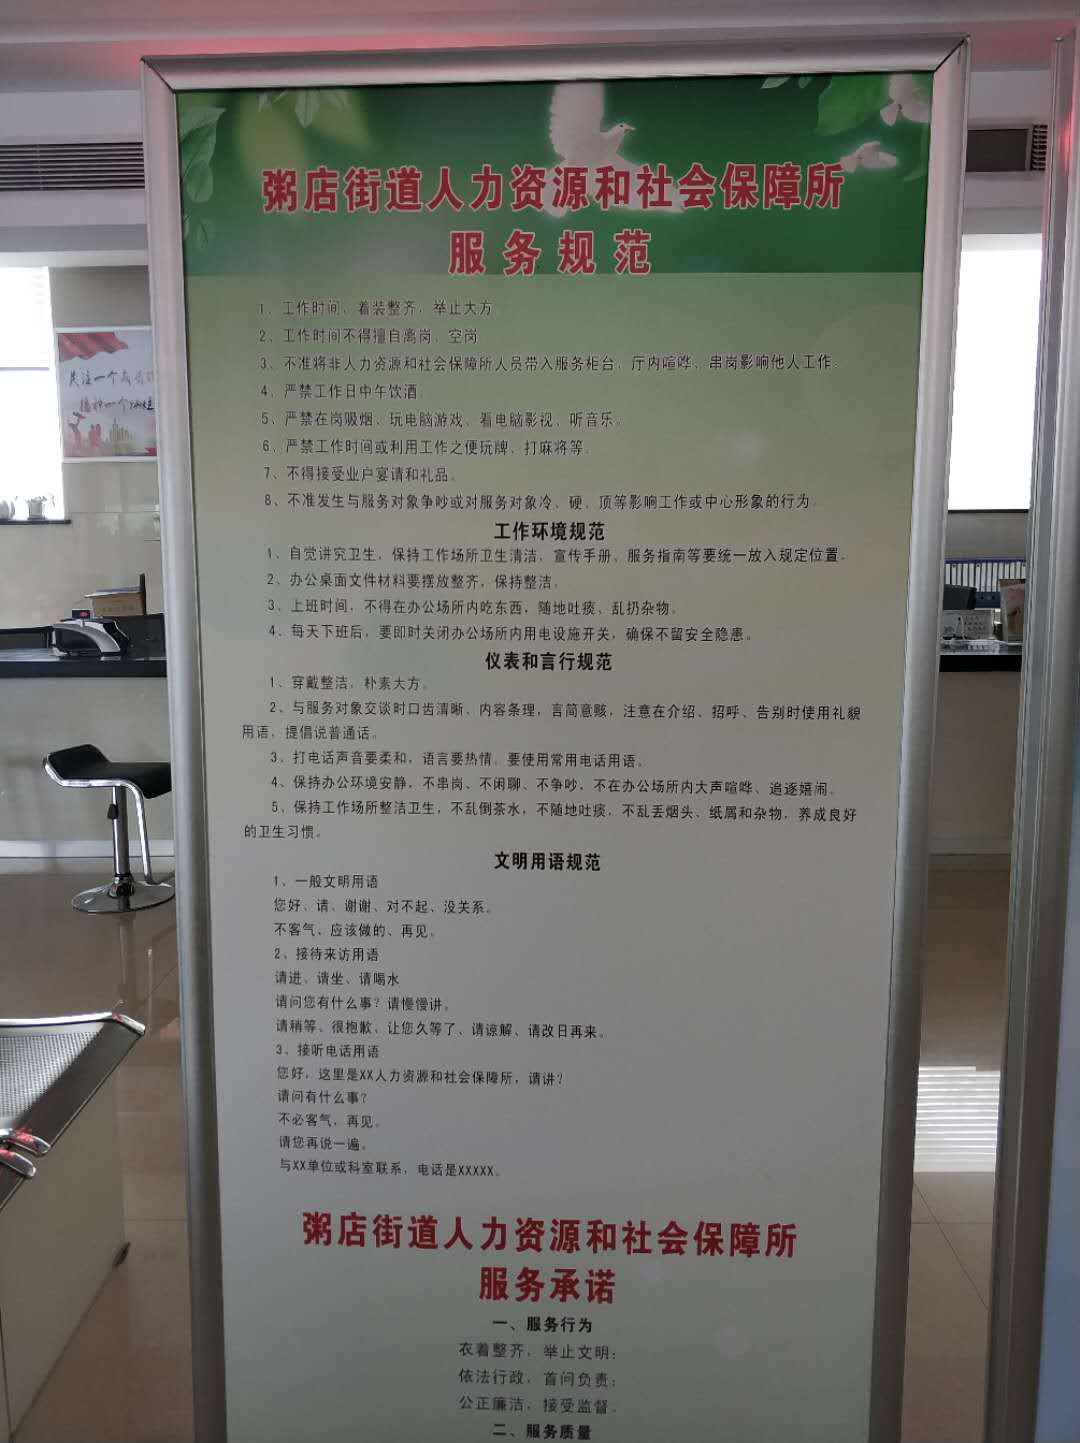 粥店街道人力资源和社会保障所
服务规范
1、工作时间，着装整齐，举止大方
2、工作时间不得擅自离岗、空岗
3、不准将非人力资源和社会保障所人员带入服务柜台，厅内喧哗、串岗影响他人工作.
4、严禁工作日中午饮酒。
5、严禁在岗吸烟、玩电脑游戏、看电脑影视、听音乐。
6、严禁工作时间或利用工作之便玩牌、打麻将等。
7、不得接受业户宴请和礼品。
8、不准发生与服务对象争吵或对服务对象冷、硬、顶等影响工作或中心形象的行为。
工作环境规范
1、自觉讲究卫生，保持工作场所卫生清洁，宣传手册、服务指南等要统一放入规定位置。
2、办公桌面文件材料要摆放整齐，保持整洁。
3、上班时间，不得在办公场所内吃东西，随地吐痰、乱扔杂物。
4、每天下班后，要即时关闭办公场所内用电设施开关，确保不留安全隐患。
仪表和言行规范
1、穿戴整洁，朴素大方。
2、与服务对象交谈时口齿清晰、内容条理，言简意赅，注意在介绍、招呼、告别时使用礼貌
用语，提倡说普通话。
3、打电话声音要柔和，语言要热情，要使用常用电话用语。
4、保持办公环境安静，不串岗、不闲聊、不争吵，不在办公场所内大声喧哗、追逐嬉闹。
5、保持工作场所整洁卫生，不乱倒茶水，不随地吐痰，不乱丢烟头、纸屑和杂物，养成良好
的卫生习惯。
文明用语规范
1、一般文明用语
您好、请、谢谢、对不起、没关系。
不客气、应该做的、再见。
2、接待来访用语
请进、请坐、请喝水
请问您有什么事？请慢慢讲。
请稍等、很抱歉、让您久等了、请谅解、请改日再来。
3、接听电话用语
您好，这里是XX人力资源和社会保障所，请讲？
请问有什么事？
不必客气，再见。
请您再说一遍。
与XX单位或科室联系，电话是XXXXX。
粥店街道人力资源和社会保障所
服务承诺
一、服务行为
衣着整齐，举止文明；
依法行政，首问负责；
公正廉洁，接受监督。
二、服务质量